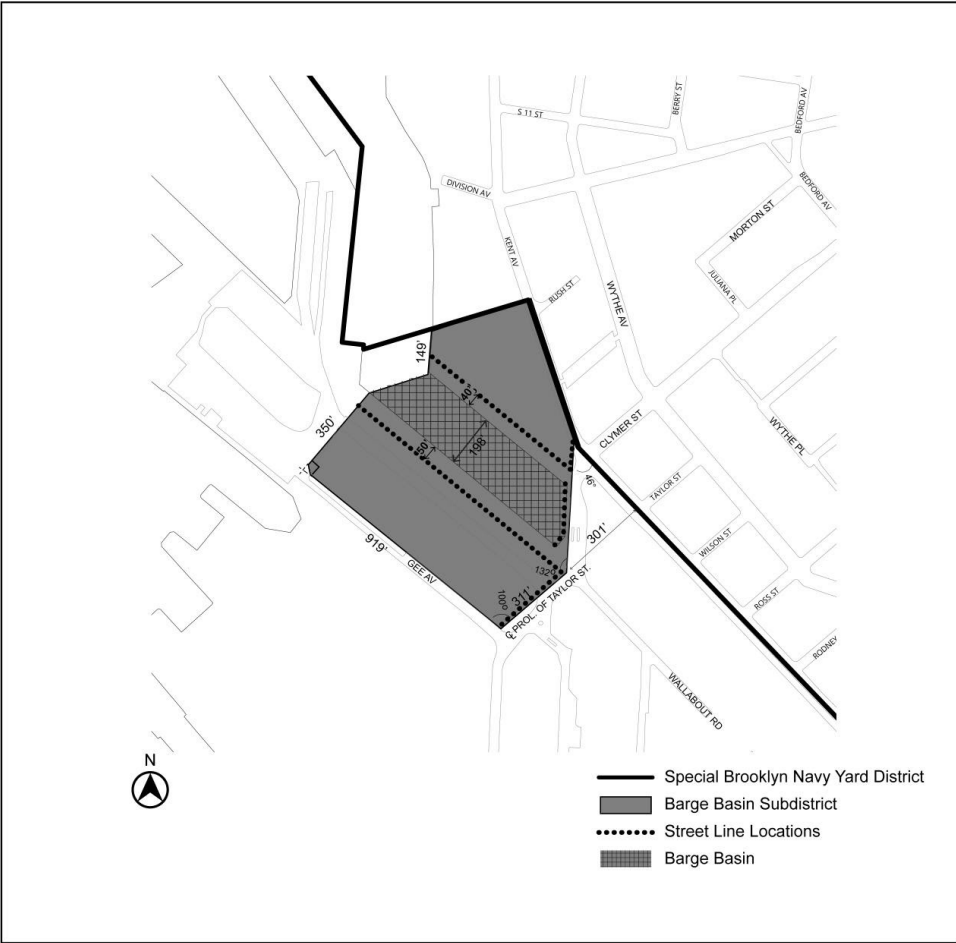 BERRY ST
BEDFORD AV
S 11 ST
DIVISION AV
BEDFORD AV
MORTON ST
KENT AV
JULIANA PL
RUSH ST
WYTHE AV
149'
40'
CLYMER ST
WYTHE PL
350'
50'
198
46°
TAYLOR ST
301'
WILSON ST
919'
GEE AV
132°
ROSS ST
100°
311'
℄ PROL. OF TAYLOR ST.
RODNEY
WALLABOUT RD
N
Special Brooklyn Navy Yard District
Barge Basin Subdistrict
Street Line Locations
Barge Basin